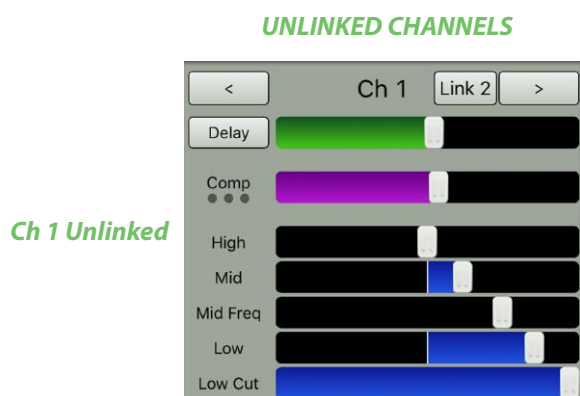 UNLINKED CHANNELS
< Ch 1 Link 2 >
Delay
Comp
Ch 1 Unlinked
High
Mid
Mid Freq
Low
Low Cut